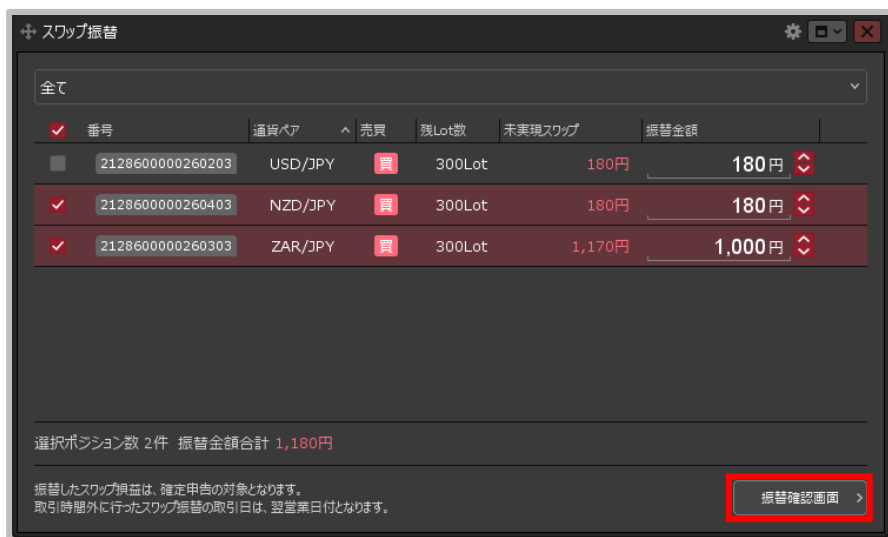 スワップ振替
全て
番号 通貨ペア 売買 残Lot数 未実現スワップ 振替金額
2128600000260203 USD/JPY 買 300Lot 180円 180円
2128600000260403 NZD/JPY 買 300Lot 180円 180円
2128600000260303 ZAR/JPY 買 300Lot 1,170円 1,000円
選択ポジション数 2件 振替金額合計 1,180円
振替したスワップ損益は、確定申告の対象となります。
取引時間外に行ったスワップ振替の取引日は、翌営業日付となります。
振替確認画面